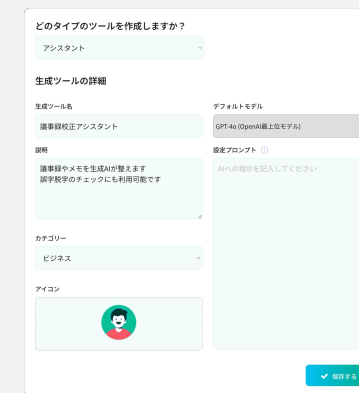 どのタイプのツールを作成しますか？
アシスタント
生成ツールの詳細
生成ツール名
議事録校正アシスタント
説明
議事録やメモを生成AIが整えます
誤字脱字のチェックにも利用可能です
カテゴリー
ビジネス
アイコン
デフォルトモデル
GPT-4o (OpenAI最上位モデル)
設定プロンプト
AIへの指示を記入してください
保存する